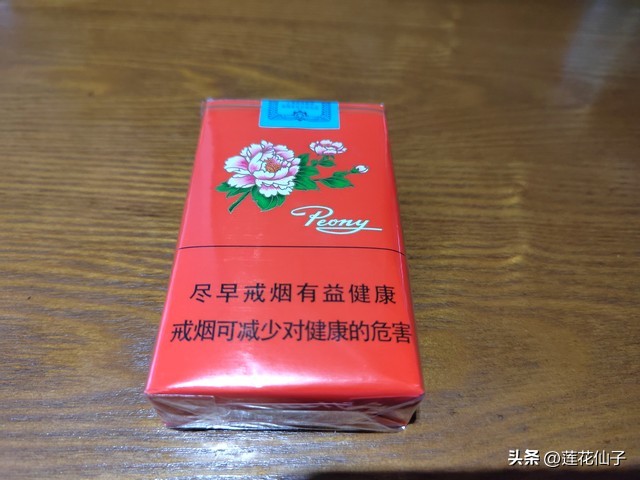 Peony
尽早戒烟有益健康
戒烟可减少对健康的危害
头条 @莲花仙子